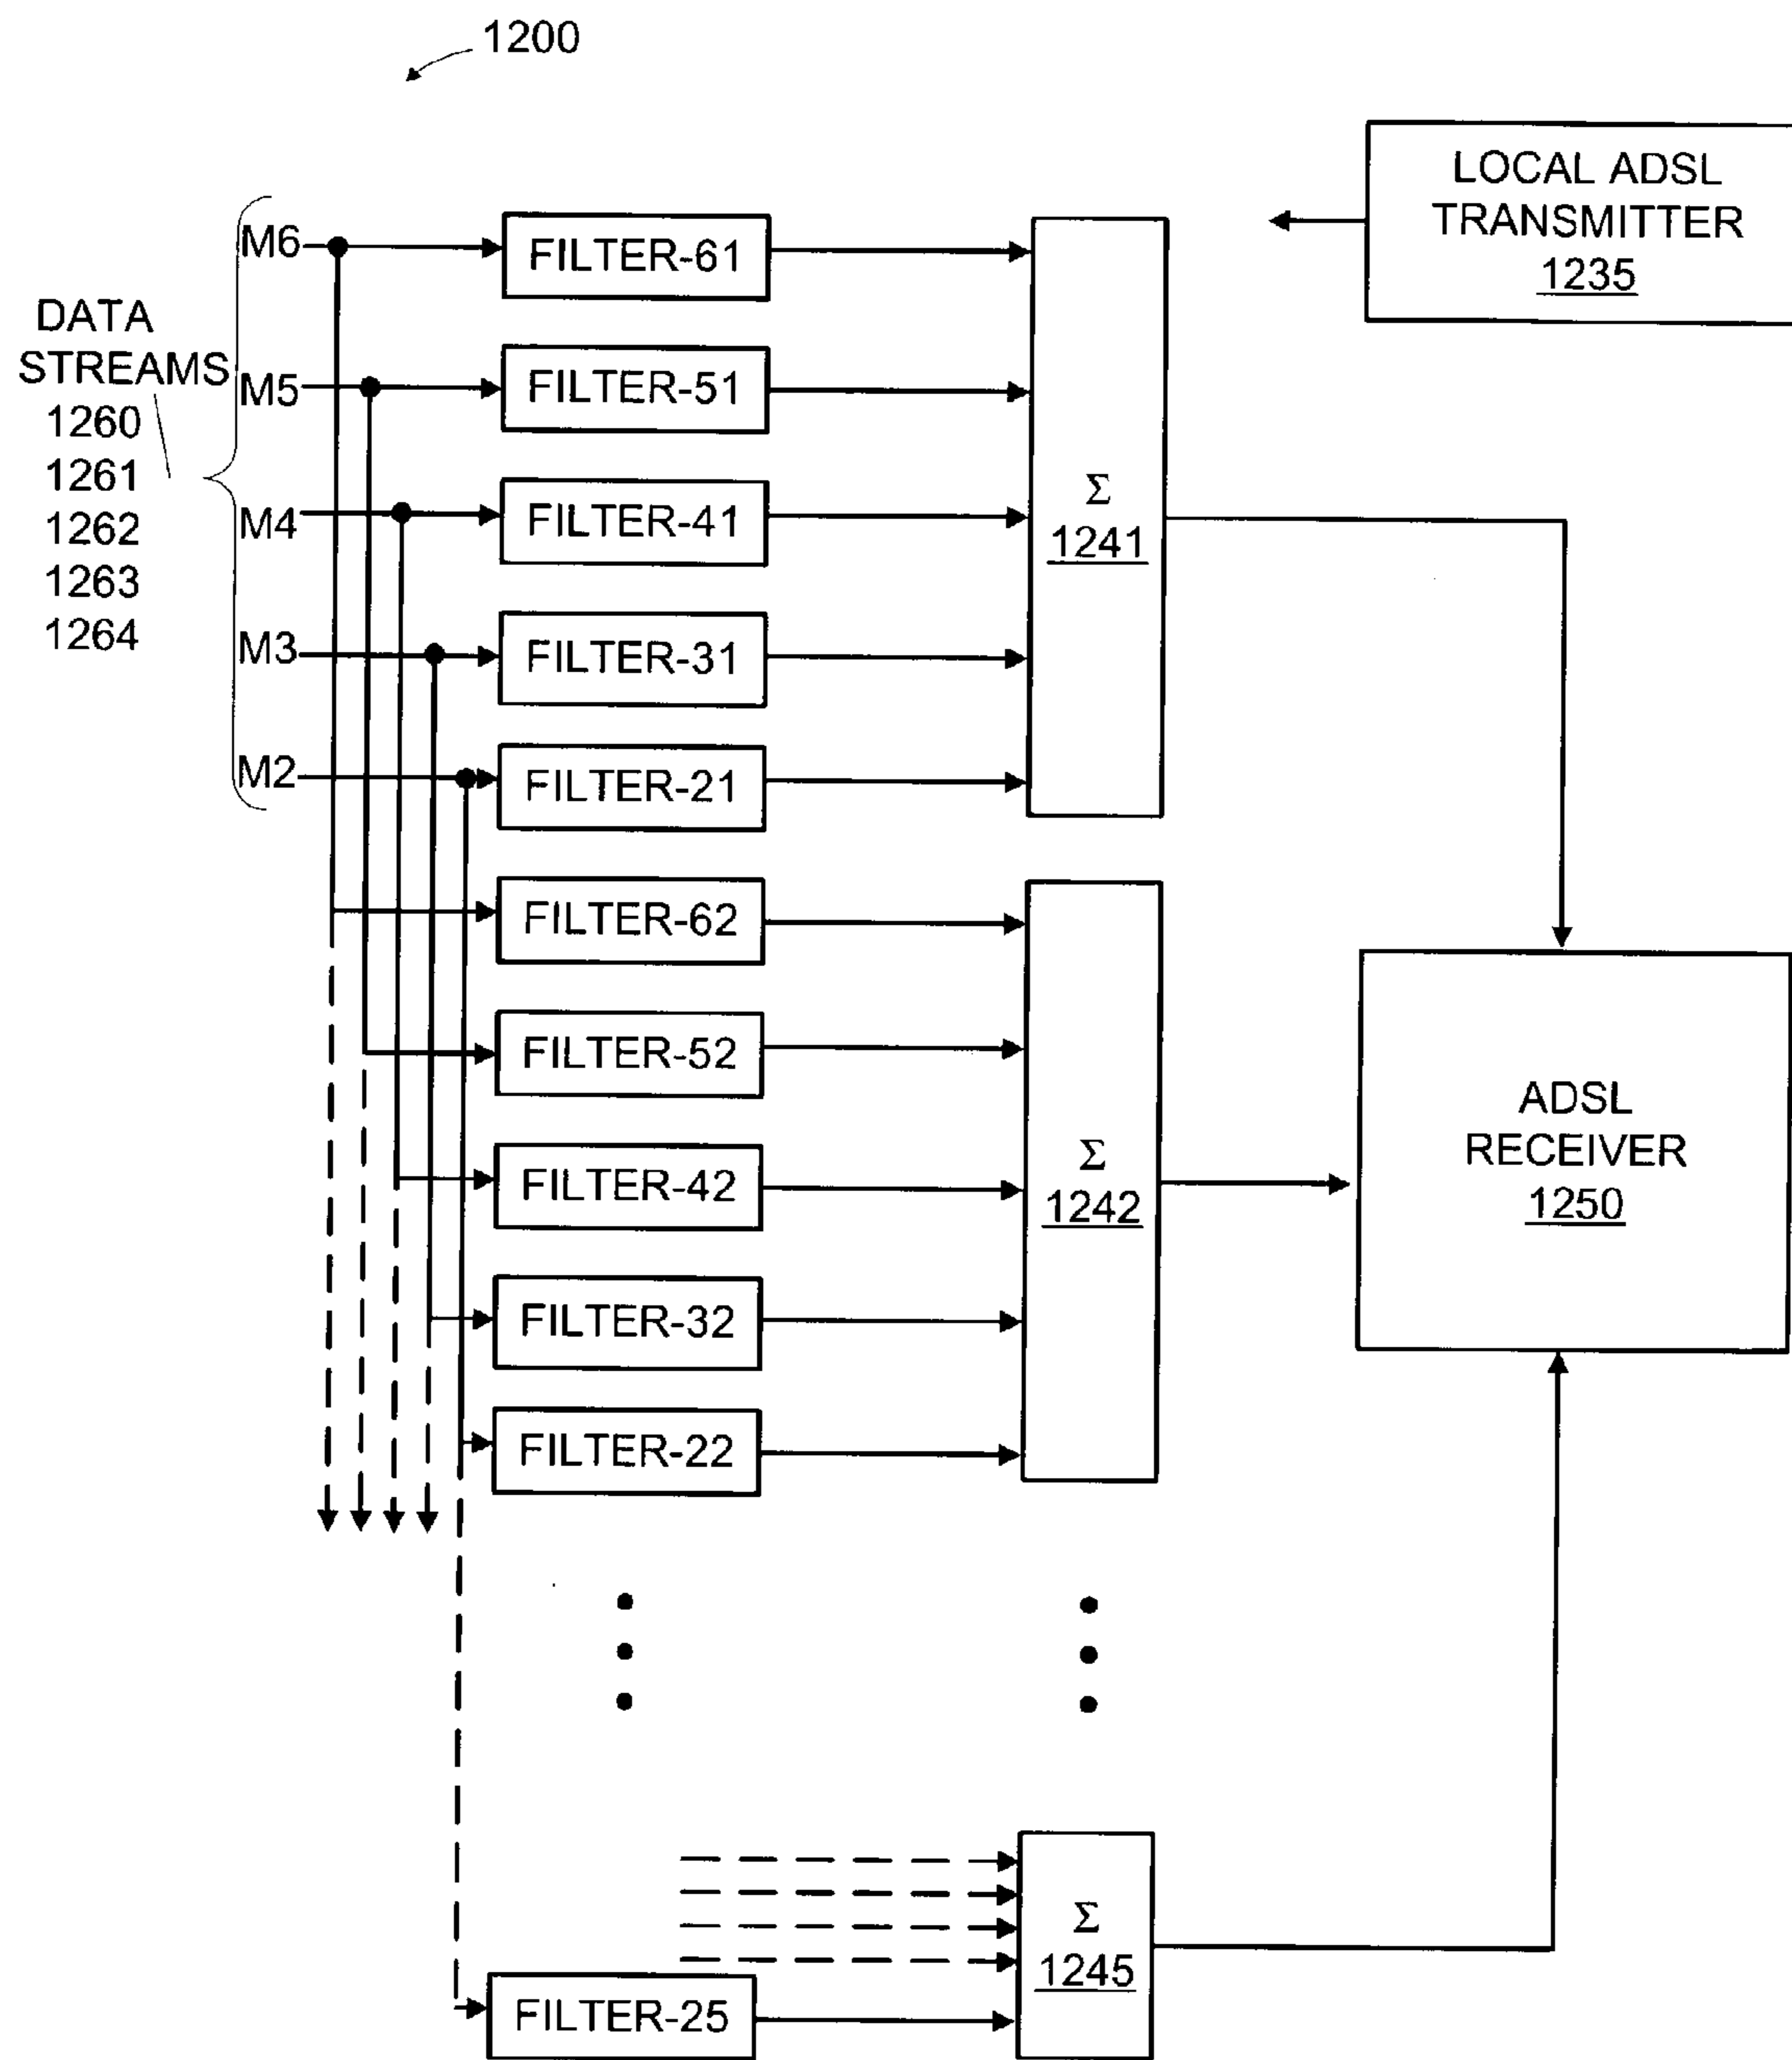 1200
LOCAL ADSL
TRANSMITTER
1235
DATA
STREAMS
1260
1261
1262
1263
1264
M6
M5
M4
M3
M2
FILTER-61
FILTER-51
FILTER-41
FILTER-31
FILTER-21
Σ
1241
FILTER-62
FILTER-52
FILTER-42
FILTER-32
FILTER-22
Σ
1242
ADSL
RECEIVER
1250
FILTER-25
Σ
1245